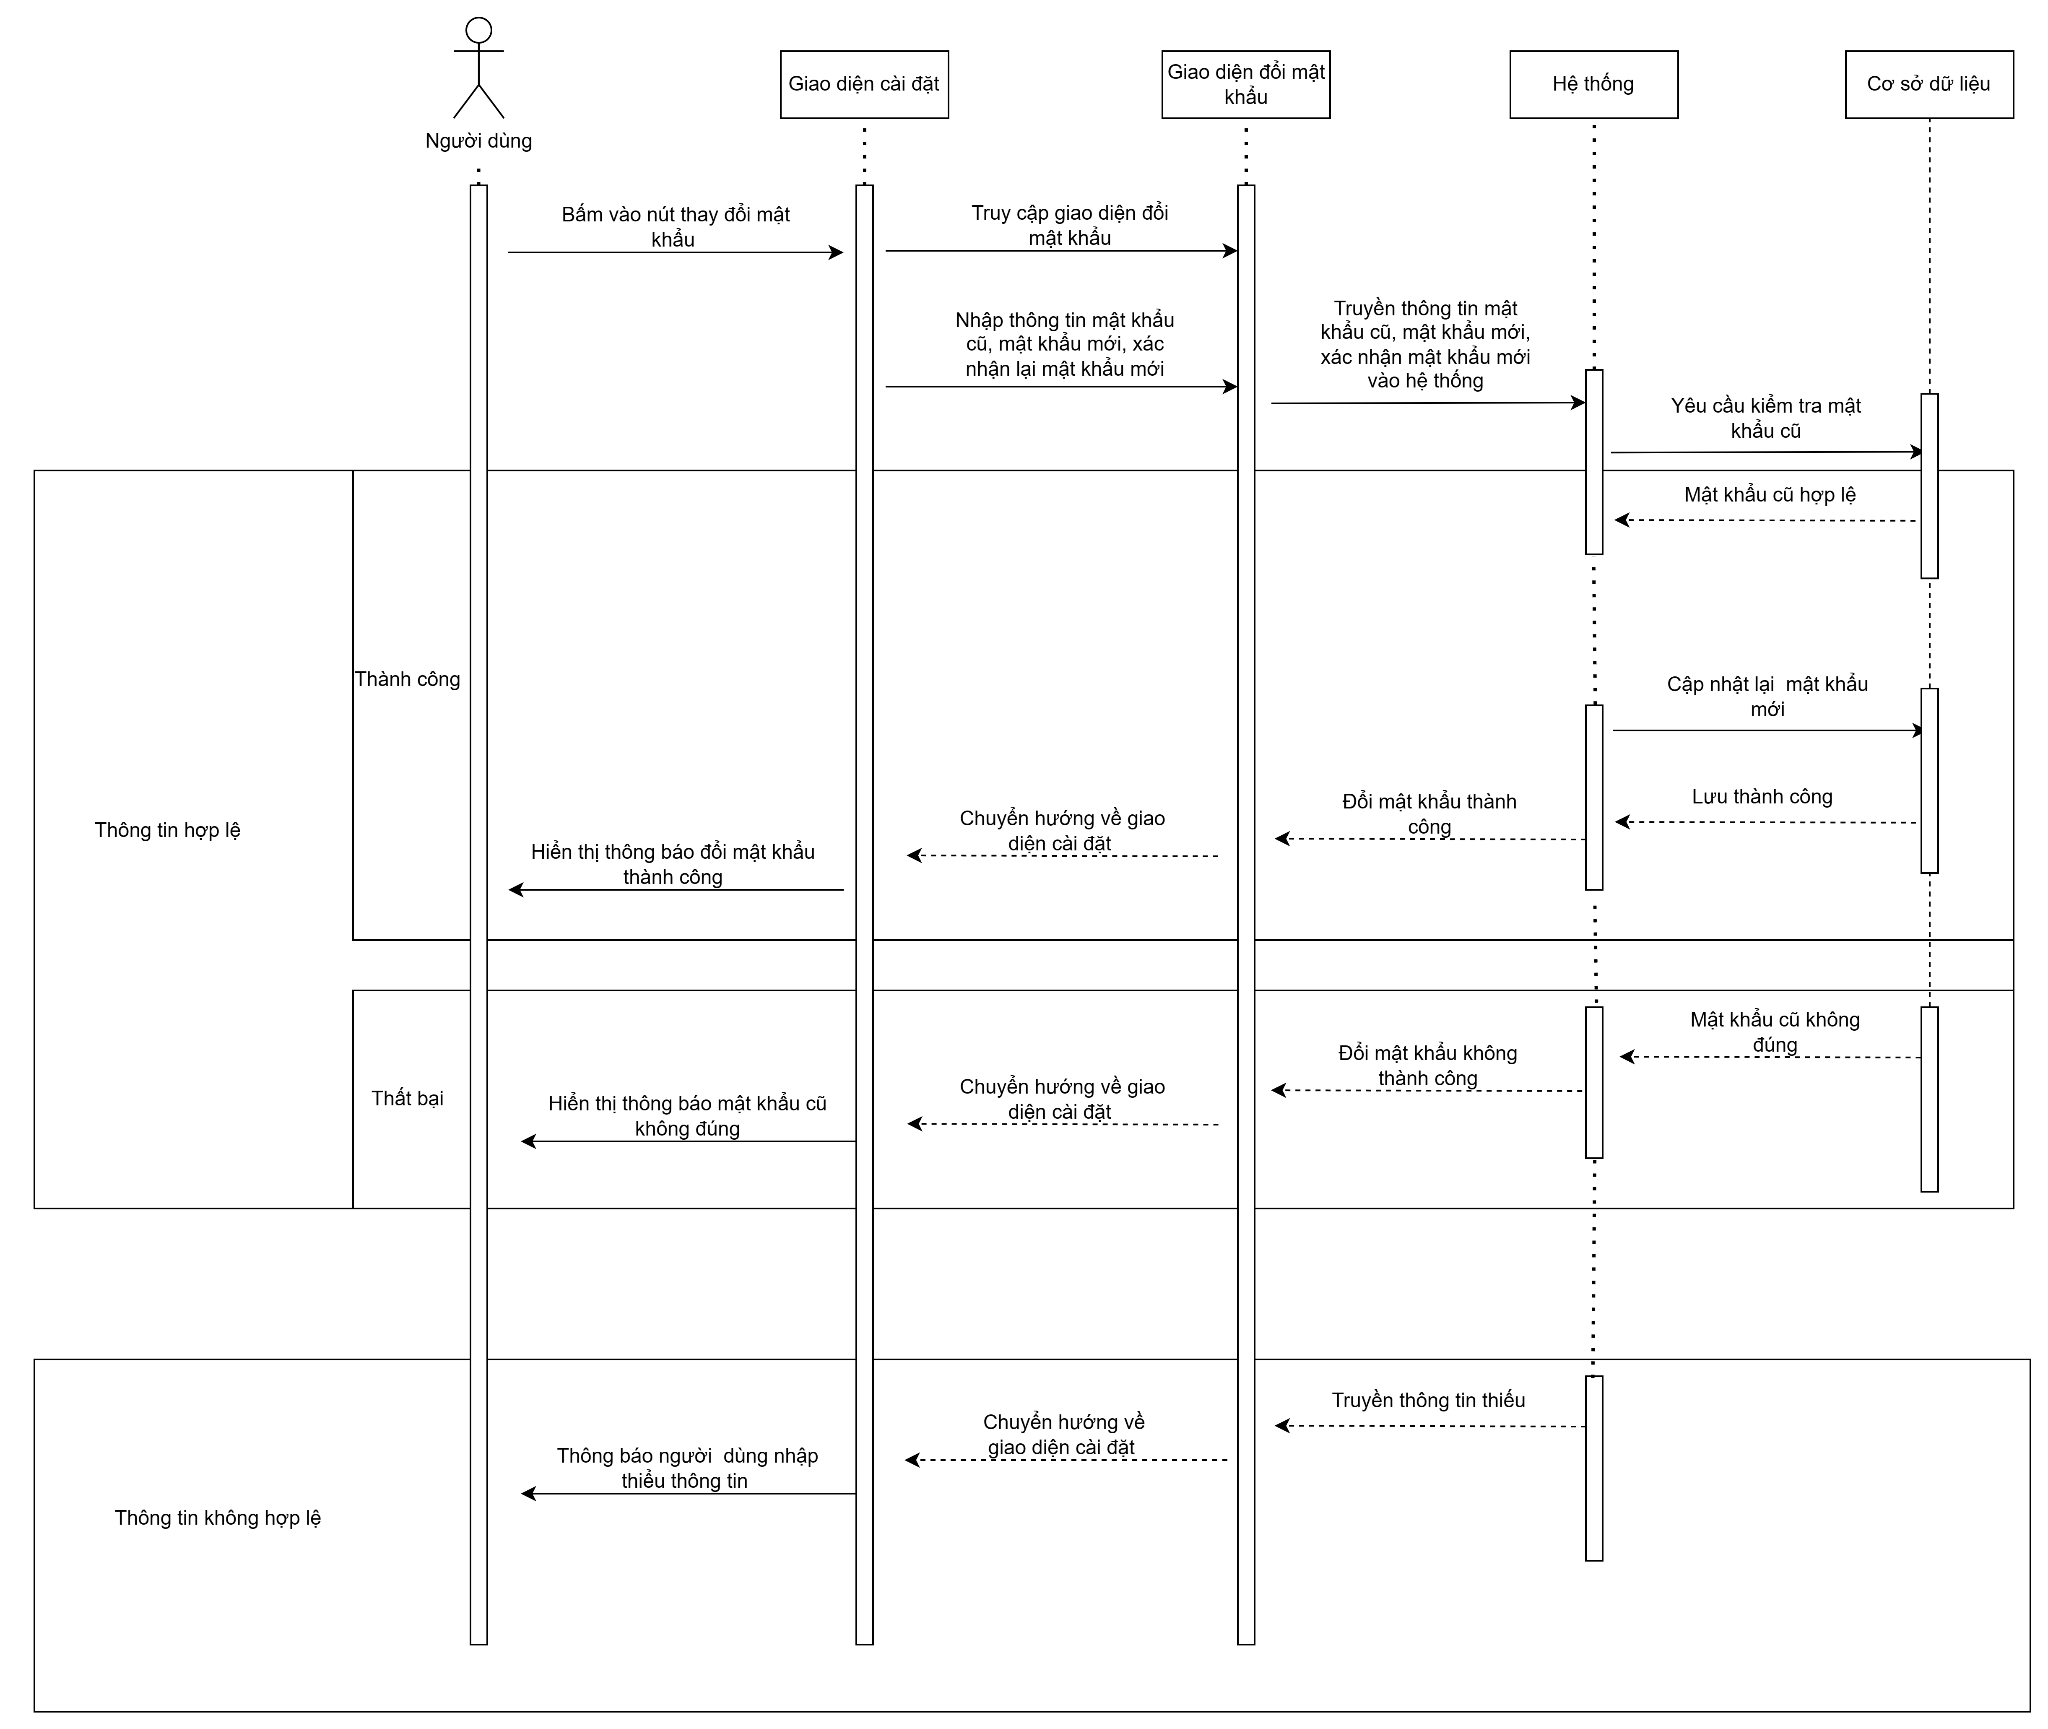 Người dùng
Giao diện cài đặt
Giao diện đổi mật
khẩu
Hệ thống
Cơ sở dữ liệu
Bấm vào nút thay đổi mật
khẩu
Truy cập giao diện đổi
mật khẩu
Nhập thông tin mật khẩu
cũ, mật khẩu mới, xác
nhận lại mật khẩu mới
Truyền thông tin mật
khẩu cũ, mật khẩu mới,
xác nhận mật khẩu mới
vào hệ thống
Yêu cầu kiểm tra mật
khẩu cũ
Mật khẩu cũ hợp lệ
Thành công
Cập nhật lại  mật khẩu
mới
Thông tin hợp lệ
Lưu thành công
Đổi mật khẩu thành
công
Chuyển hướng về giao
diện cài đặt
Hiển thị thông báo đổi mật khẩu
thành công
Mật khẩu cũ không
đúng
Đổi mật khẩu không
thành công
Chuyển hướng về giao
diện cài đặt
Hiển thị thông báo mật khẩu cũ
không đúng
Thất bại
Truyền thông tin thiếu
Chuyển hướng về
giao diện cài đặt
Thông báo người  dùng nhập
thiểu thông tin
Thông tin không hợp lệ